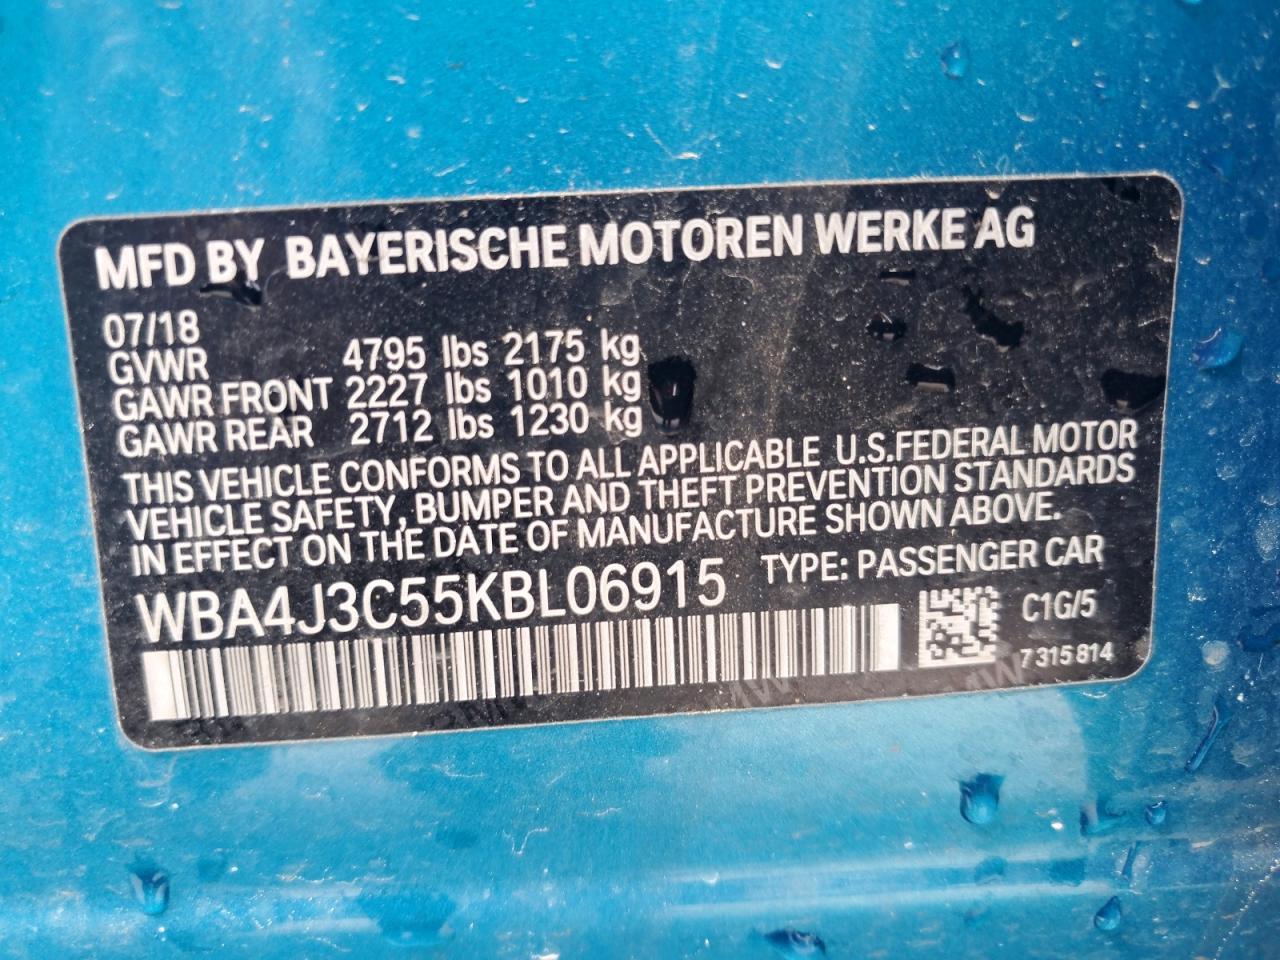 MFD BY BAYERISCHE MOTOREN WERKE AG
07/18
GVWR 4795 lbs 2175 kg
GAWR FRONT 2227 lbs 1010 kg
GAWR REAR 2712 lbs 1230 kg
THIS VEHICLE CONFORMS TO ALL APPLICABLE U.S.FEDERAL MOTOR
VEHICLE SAFETY, BUMPER AND THEFT PREVENTION STANDARDS
IN EFFECT ON THE DATE OF MANUFACTURE SHOWN ABOVE.
WBA4J3C55KBL06915 TYPE: PASSENGER CAR
C1G/5
7 315 814